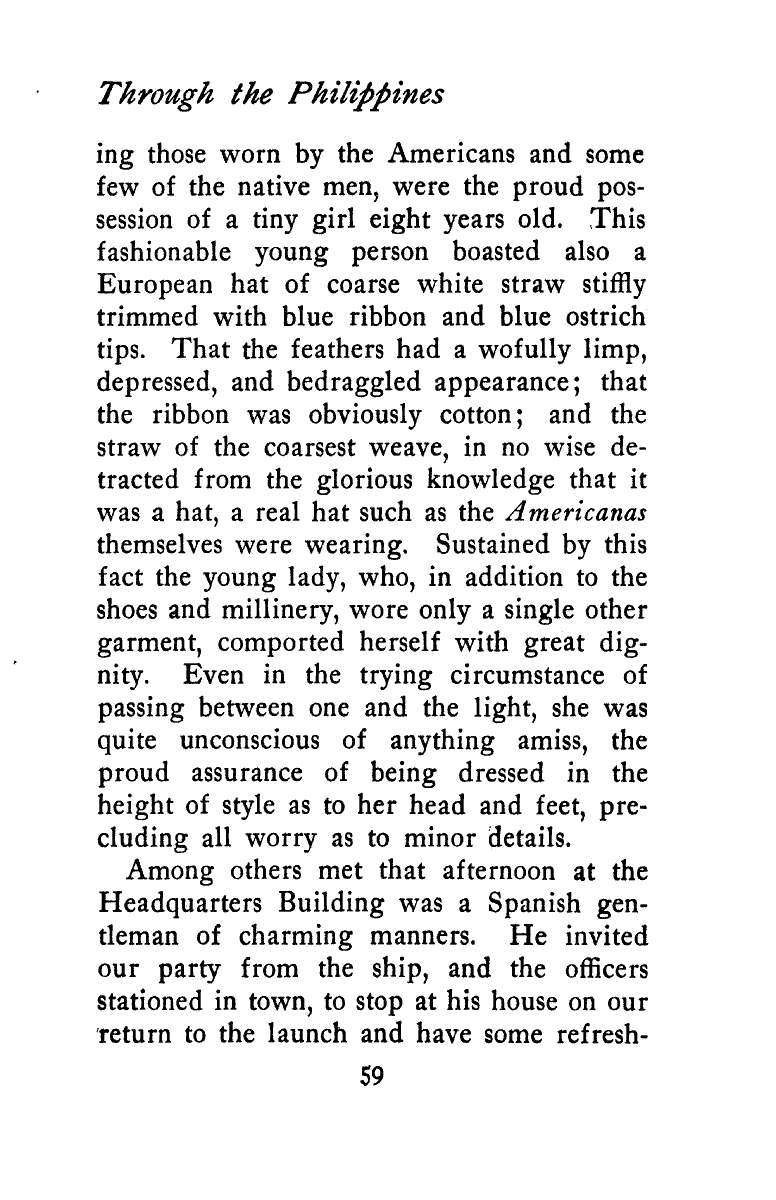 Through the Philippines
ing those worn by the Americans and some
few of the native men, were the proud pos-
session of a tiny girl eight years old. This
fashionable young person boasted also a
European hat of coarse white straw stiffly
trimmed with blue ribbon and blue ostrich
tips. That the feathers had a wofully limp,
depressed, and bedraggled appearance; that
the ribbon was obviously cotton; and the
straw of the coarsest weave, in no wise de-
tracted from the glorious knowledge that it
was a hat, a real hat such as the Americanas
themselves were wearing. Sustained by this
fact the young lady, who, in addition to the
shoes and millinery, wore only a single other
garment, comported herself with great dig-
nity. Even in the trying circumstance of
passing between one and the light, she was
quite unconscious of anything amiss, the
proud assurance of being dressed in the
height of style as to her head and feet, pre-
cluding all worry as to minor details.
Among others met that afternoon at the
Headquarters Building was a Spanish gen-
tleman of charming manners. He invited
our party from the ship, and the officers
stationed in town, to stop at his house on our
return to the launch and have some refresh-
59